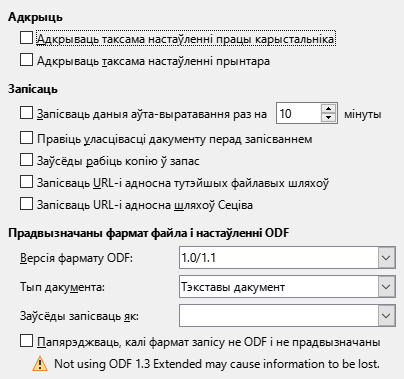 Адкрыць
Адкрываць таксама настаўленні працы карыстальніка
Адкрываць таксама настаўленні прынтара
Запісаць
Запісваць даныя аўта-выратавання раз на 10 мінуты
Правіць уласцівасці дакументу перад запісваннем
Заўсёды рабіць копію ў запас
Запісваць URL-і адносна тутэйшых файлавых шляхоў
Запісваць URL-і адносна шляхоў Сеціва
Прадвызначаны фармат файла і настаўленні ODF
Версія фармату ODF: 1.0/1.1
Тып дакумента: Тэкставы дакумент
Заўсёды запісваць як:
Папярэджваць, калі фармат запісу не ODF і не прадвызначаны
Not using ODF 1.3 Extended may cause information to be lost.